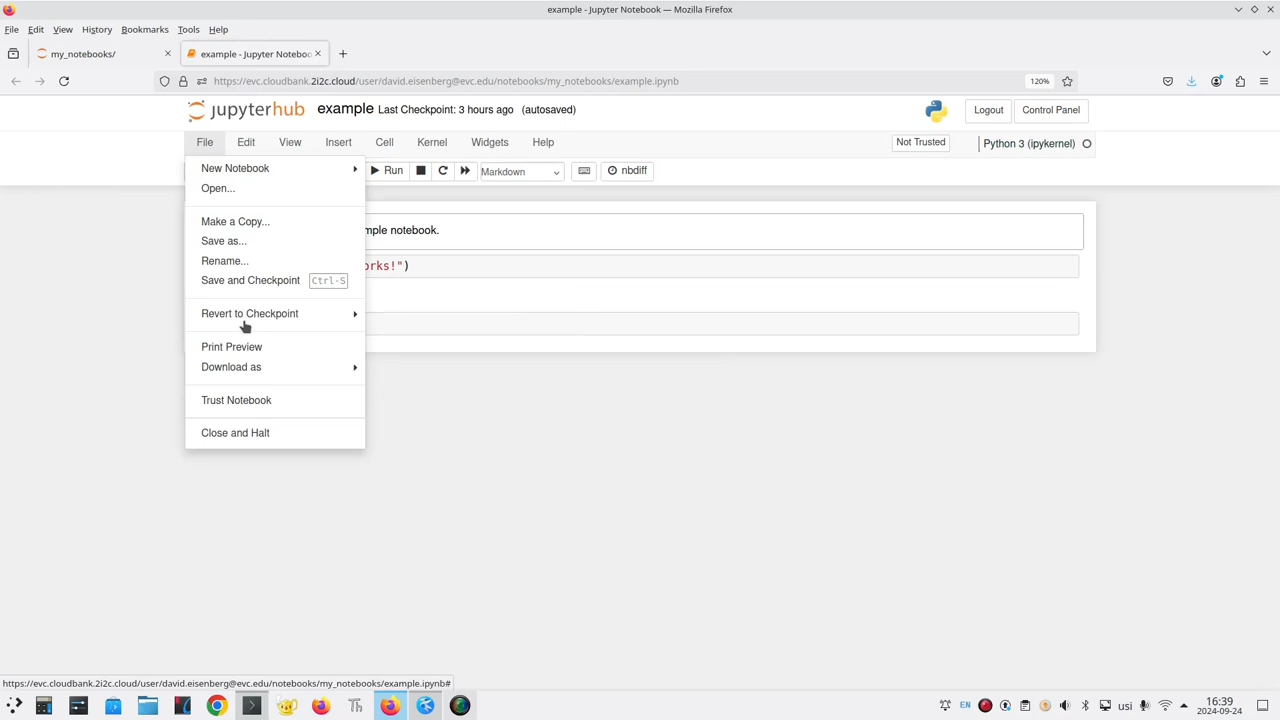 example - Jupyter Notebook — Mozilla Firefox
File Edit View History Bookmarks Tools Help
my_notebooks/
example - Jupyter Noteboo
https://evc.cloudbank.2i2c.cloud/user/david.eisenberg@evc.edu/notebooks/my_notebooks/example.ipynb
120%
jupyterhub example Last Checkpoint: 3 hours ago (autosaved)
Logout Control Panel
File Edit View Insert Cell Kernel Widgets Help
Not Trusted Python 3 (ipykernel)
Run Markdown nbdiff
New Notebook
Open...
Make a Copy...
Save as...
Rename...
Save and Checkpoint Ctrl-S
Revert to Checkpoint
Print Preview
Download as
Trust Notebook
Close and Halt
mple notebook.
orks!")
https://evc.cloudbank.2i2c.cloud/user/david.eisenberg@evc.edu/notebooks/my_notebooks/example.ipynb#
Th
EN
usi
16:39
2024-09-24